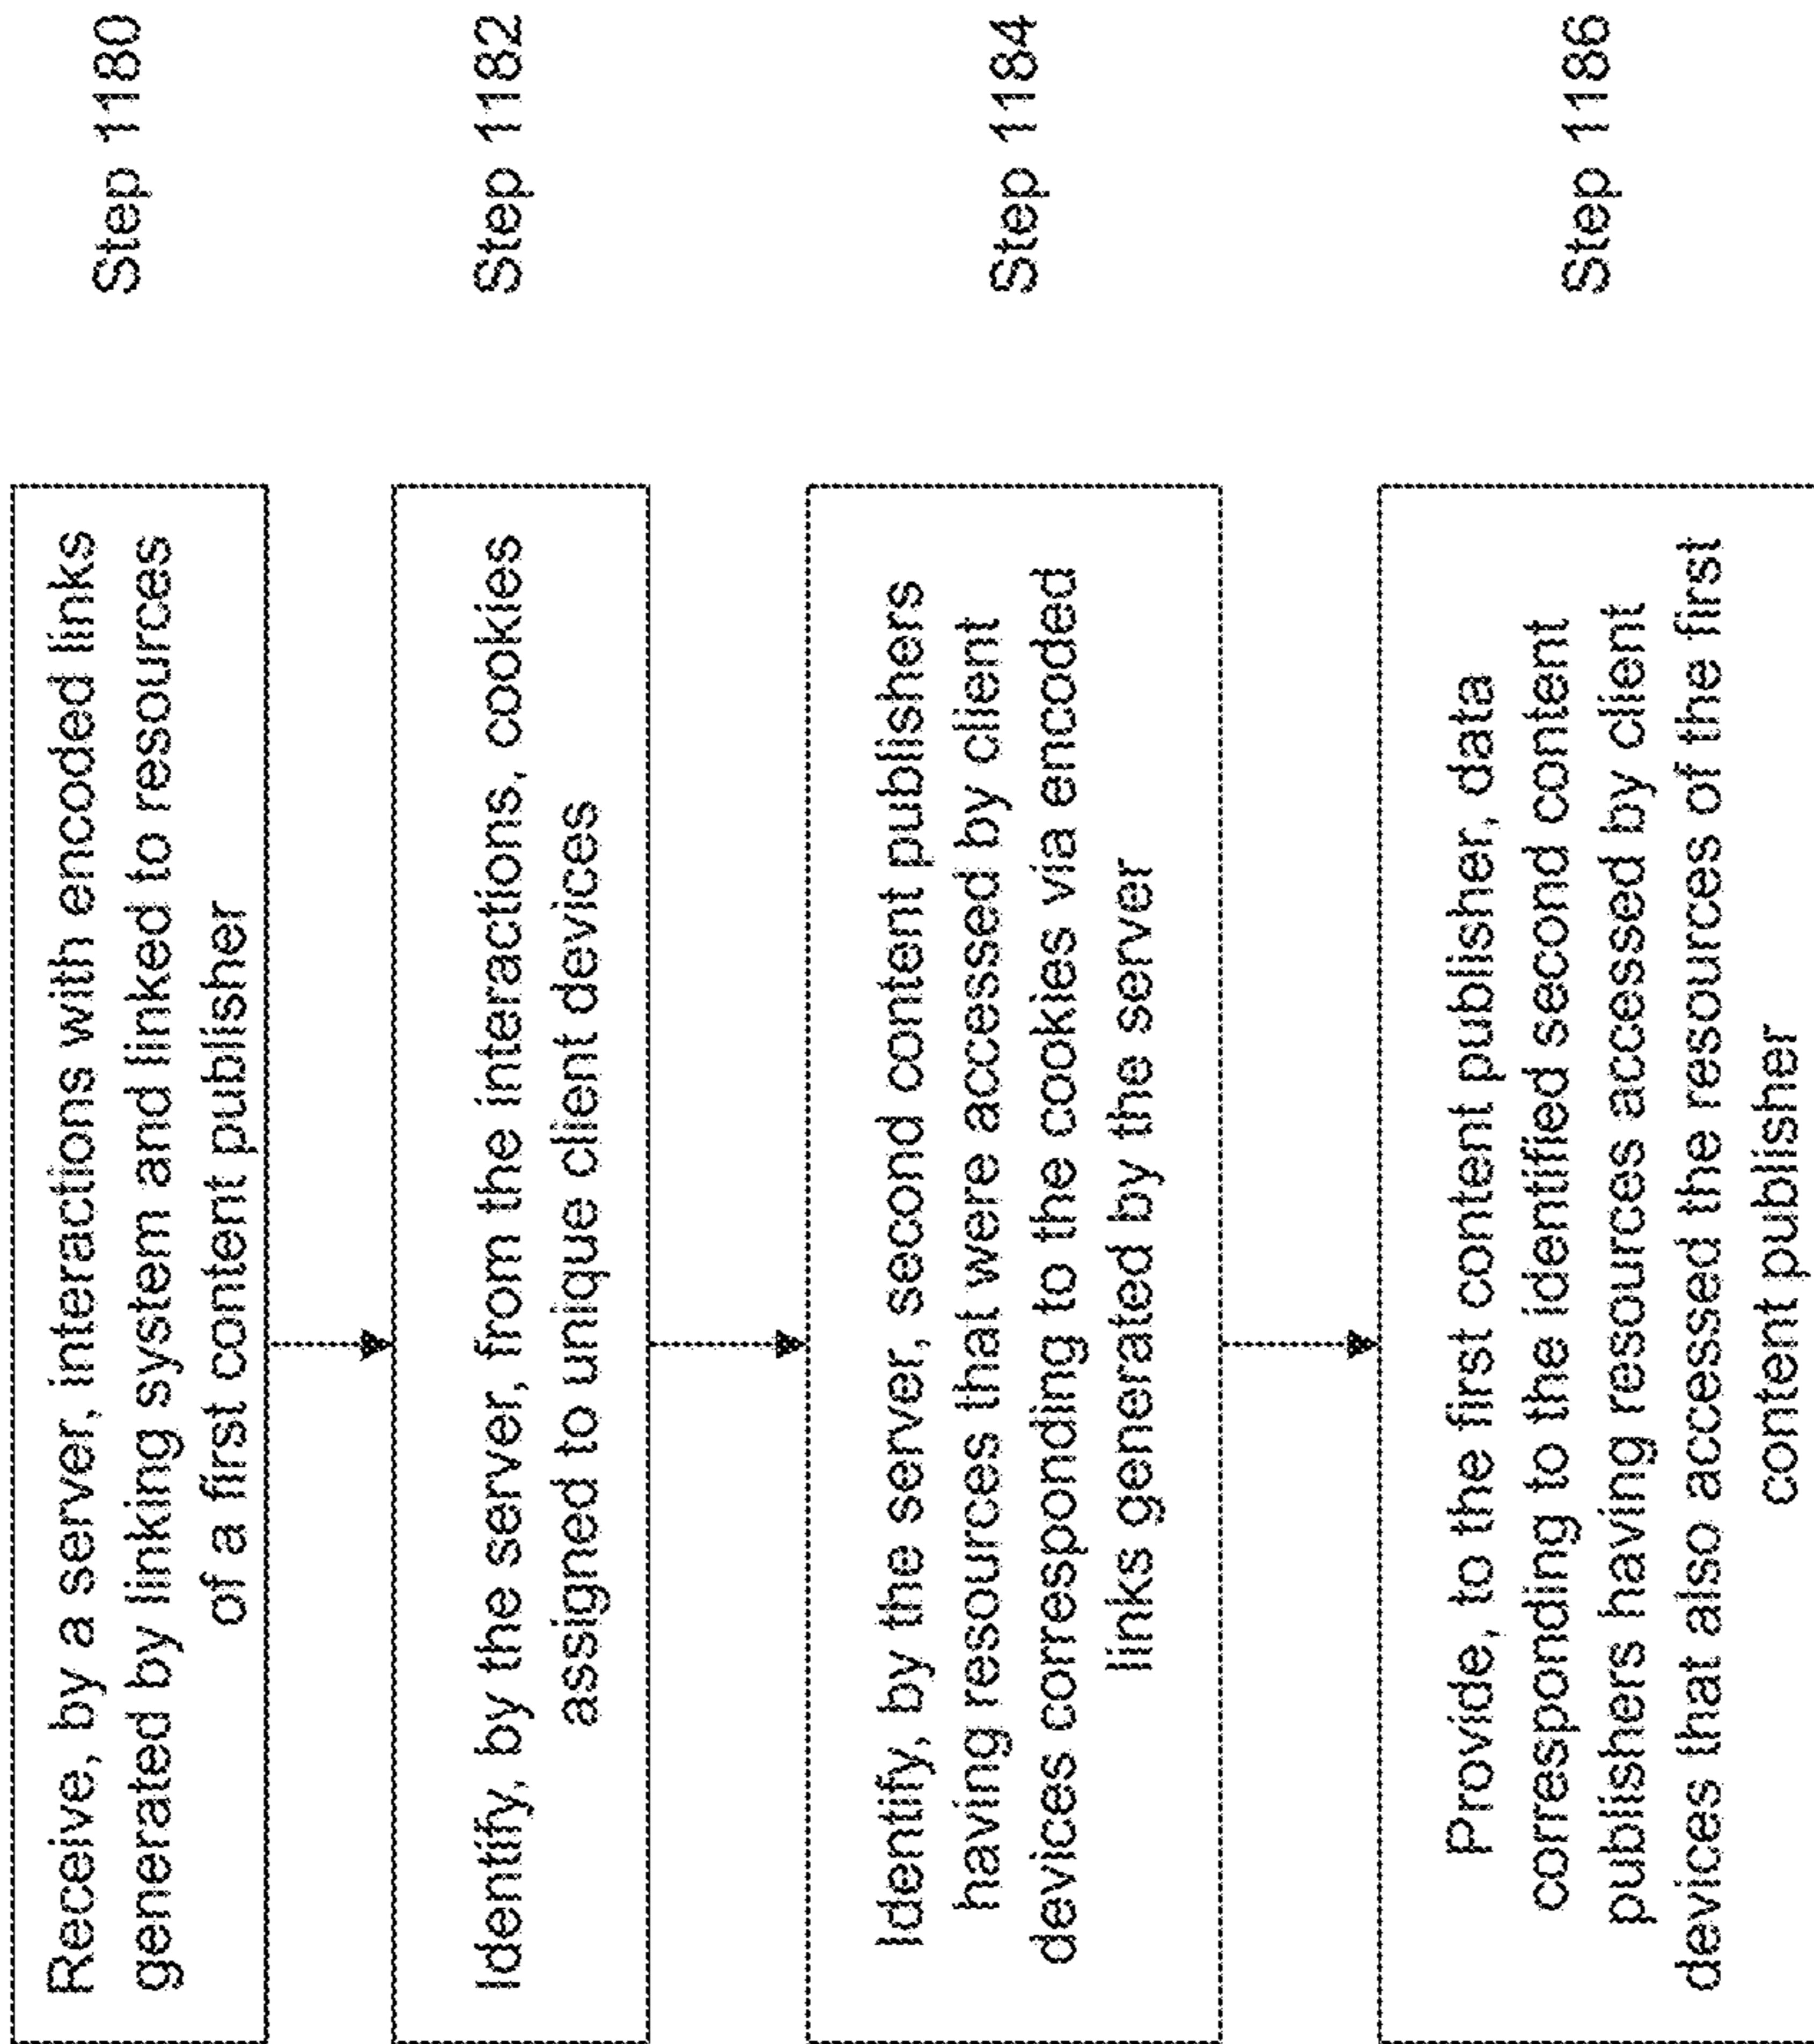 Receive, by a server, interactions with encoded links
generated by linking system and linked to resources
of a first content publisher
Step 1180
Identify, by the server, from the interactions, cookies
assigned to unique client devices
Step 1182
Identify, by the server, second content publishers
having resources that were accessed by client
devices corresponding to the cookies via encoded
links generated by the server
Step 1184
Provide, to the first content publisher, data
corresponding to the identified second content
publishers having resources accessed by client
devices that also accessed the resources of the first
content publisher
Step 1186